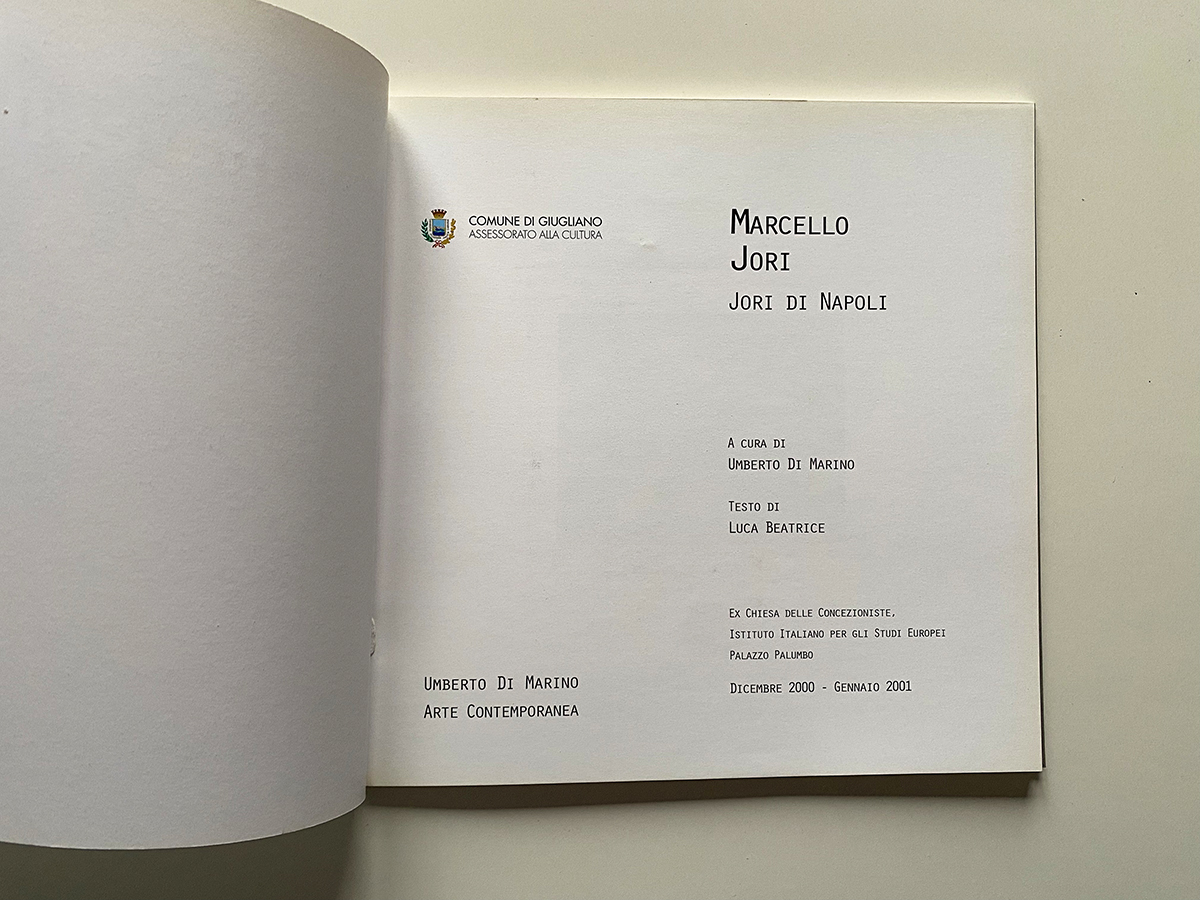 COMUNE DI GIUGLIANO
ASSESSORATO ALLA CULTURA
MARCELLO
JORI
JORI DI NAPOLI
A CURA DI
UMBERTO DI MARINO
TESTO DI
LUCA BEATRICE
EX CHIESA DELLE CONCEZIONISTE,
ISTITUTO ITALIANO PER GLI STUDI EUROPEI
PALAZZO PALUMBO
DICEMBRE 2000 - GENNAIO 2001
UMBERTO DI MARINO
ARTE CONTEMPORANEA